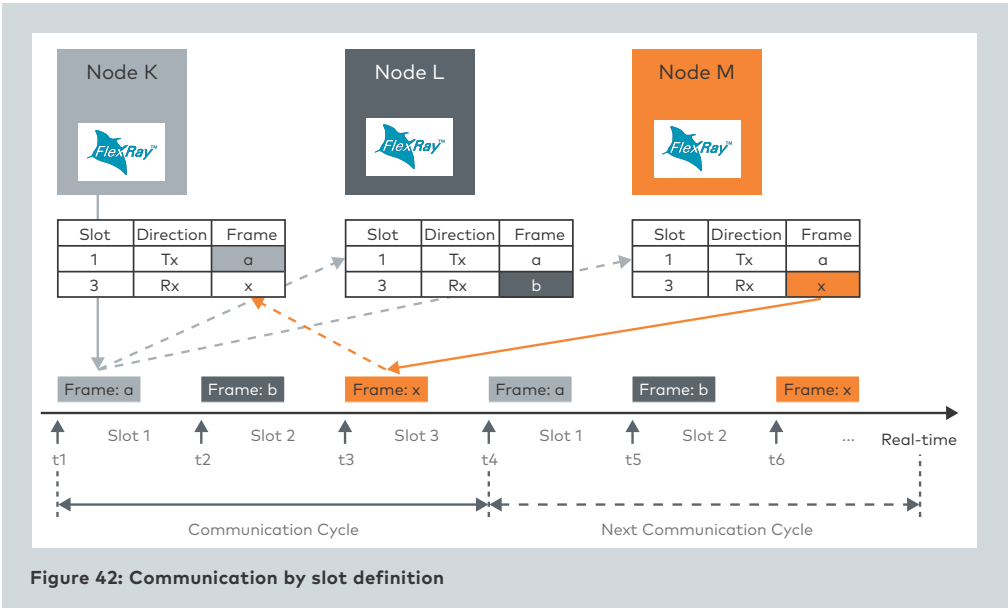 Node K
Node L
Node M
FlexRay™
FlexRay™
FlexRay™
Slot Direction Frame
1 Tx a
3 Rx x
Slot Direction Frame
1 Tx a
3 Rx b
Slot Direction Frame
1 Tx a
3 Rx x
Frame: a
Frame: b
Frame: x
Frame: a
Frame: b
Frame: x
Slot 1
Slot 2
Slot 3
Slot 1
Slot 2
...
Real-time
t1
t2
t3
t4
t5
t6
Communication Cycle
Next Communication Cycle
Figure 42: Communication by slot definition